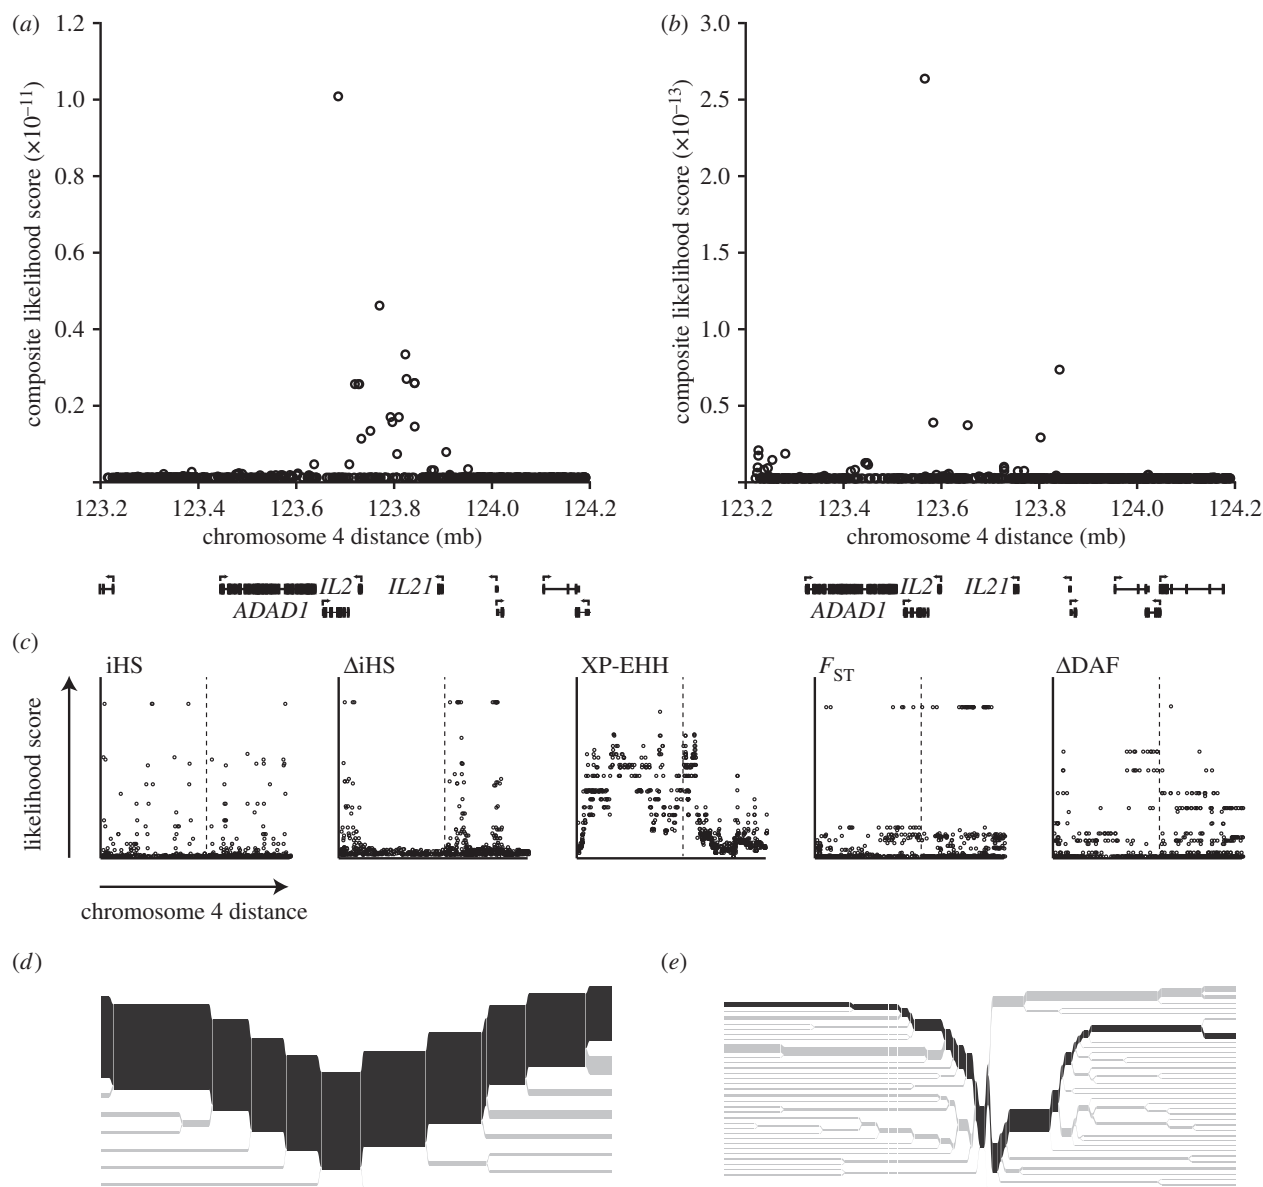 (a)
1.2
1.0
0.8
0.6
0.4
0.2
composite likelihood score (×10⁻¹¹)
123.2 123.4 123.6 123.8 124.0 124.2
chromosome 4 distance (mb)
IL2 IL21
ADAD1
(b)
3.0
2.5
2.0
1.5
1.0
0.5
composite likelihood score (×10⁻¹³)
123.2 123.4 123.6 123.8 124.0 124.2
chromosome 4 distance (mb)
IL2 IL21
ADAD1
(c)
iHS
ΔiHS
XP-EHH
F_ST
ΔDAF
likelihood score
chromosome 4 distance
(d)
(e)